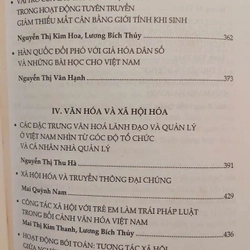 TRONG HOẠT ĐỘNG TUYÊN TRUYỀN
GIẢM THIỂU MẤT CÂN BẰNG GIỚI TÍNH KHI SINH
Nguyễn Thị Kim Hoa, Lương Bích Thủy 362
○ HÀN QUỐC ĐỐI PHÓ VỚI GIÀ HÓA DÂN SỐ
VÀ NHỮNG BÀI HỌC CHO VIỆT NAM
Nguyễn Thị Vân Hạnh 373
IV. VĂN HÓA VÀ XÃ HỘI HÓA
○ CÁC ĐẶC TRƯNG VĂN HOÁ LÃNH ĐẠO VÀ QUẢN LÝ
Ở VIỆT NAM NHÌN TỪ GÓC ĐỘ TỔ CHỨC
VÀ CÁ NHÂN NHÀ QUẢN LÝ
Nguyễn Thị Thu Hà 391
○ XÃ HỘI HÓA VÀ TRUYỀN THÔNG ĐẠI CHÚNG
Mai Quỳnh Nam 429
CÔNG TÁC XÃ HỘI VỚI TRẺ EM LÀM TRÁI PHÁP LUẬT
TRONG BỐI CẢNH VĂN HÓA VIỆT NAM
Mai Thị Kim Thanh, Lương Bích Thủy 436
HOẠT ĐỘNG BÓI TOÁN: TƯƠNG TÁC XÃ HỘI